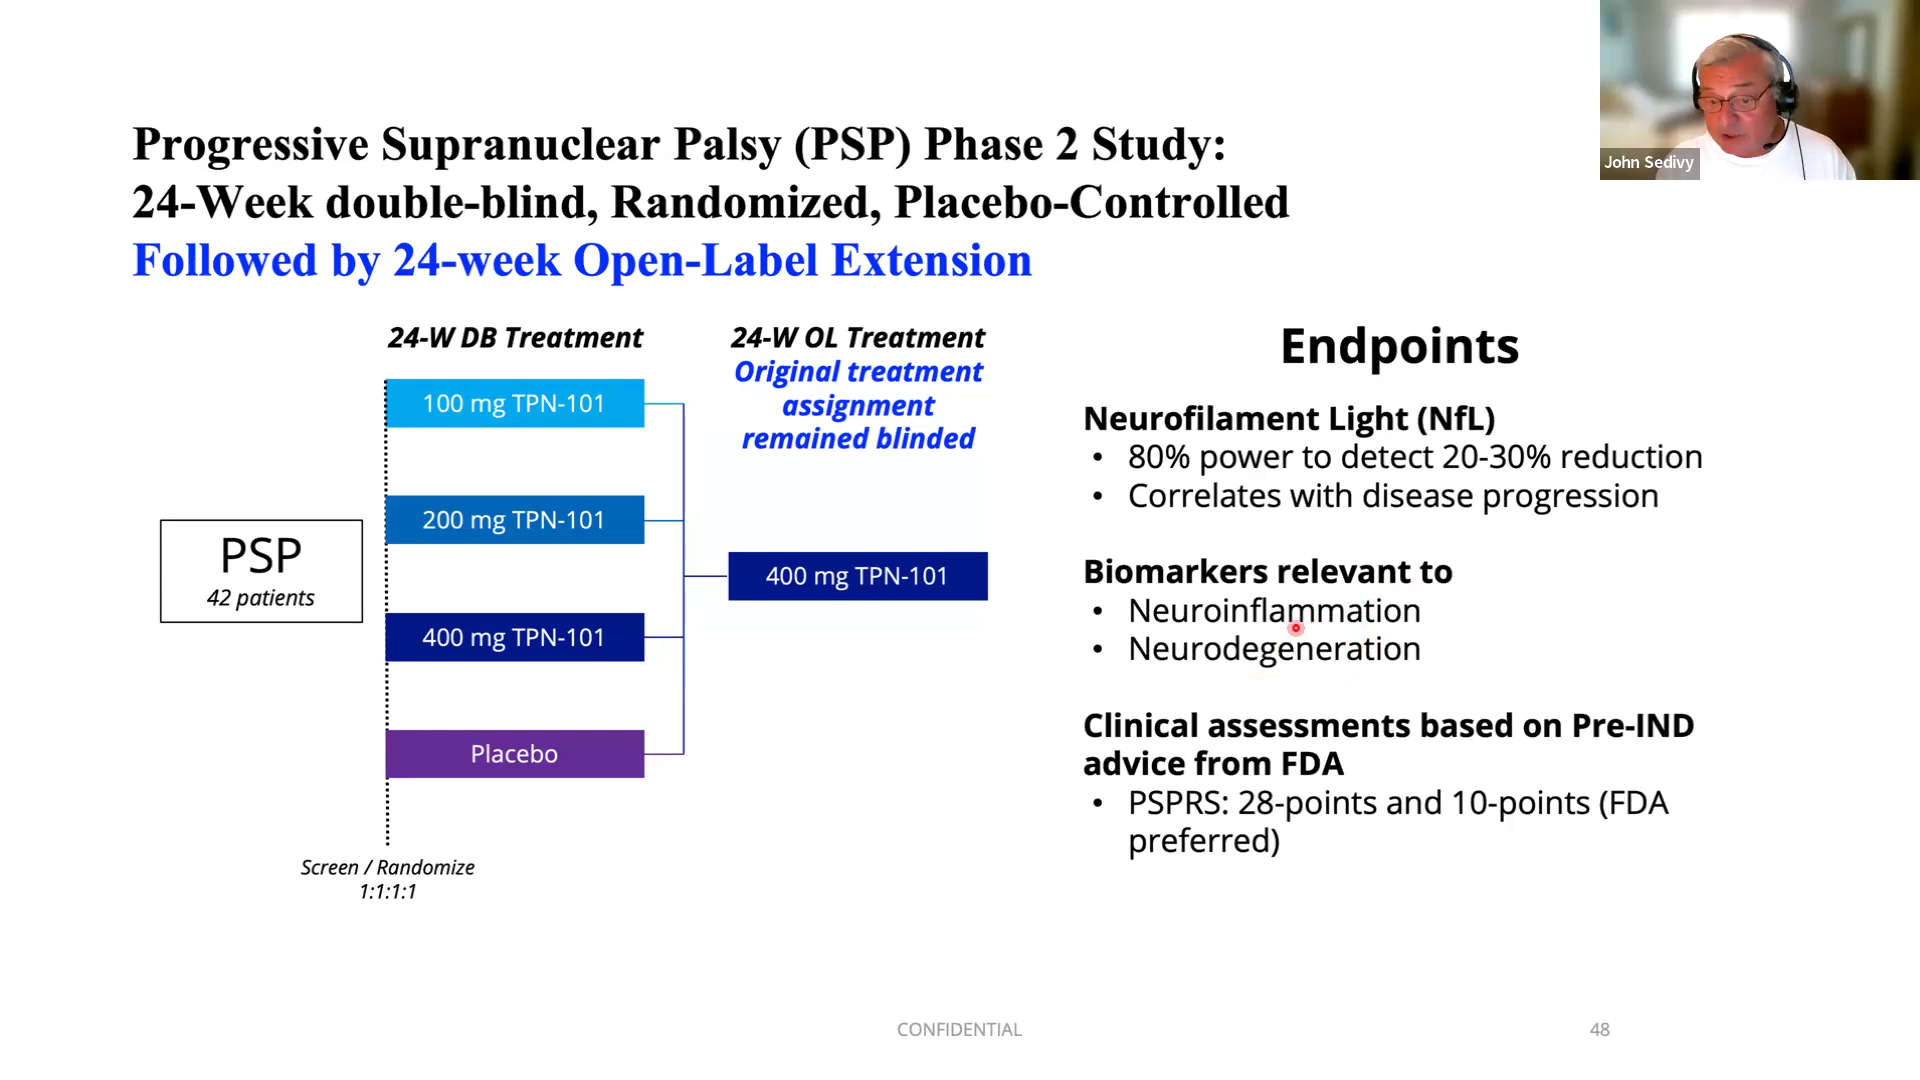 John Sedivy
Progressive Supranuclear Palsy (PSP) Phase 2 Study:
24-Week double-blind, Randomized, Placebo-Controlled
Followed by 24-week Open-Label Extension
24-W DB Treatment
100 mg TPN-101
200 mg TPN-101
400 mg TPN-101
Placebo
PSP
42 patients
Screen / Randomize
1:1:1:1
24-W OL Treatment
Original treatment
assignment
remained blinded
400 mg TPN-101
Endpoints
Neurofilament Light (NfL)
• 80% power to detect 20-30% reduction
• Correlates with disease progression
Biomarkers relevant to
• Neuroinflammation
• Neurodegeneration
Clinical assessments based on Pre-IND
advice from FDA
• PSPRS: 28-points and 10-points (FDA
preferred)
CONFIDENTIAL
48